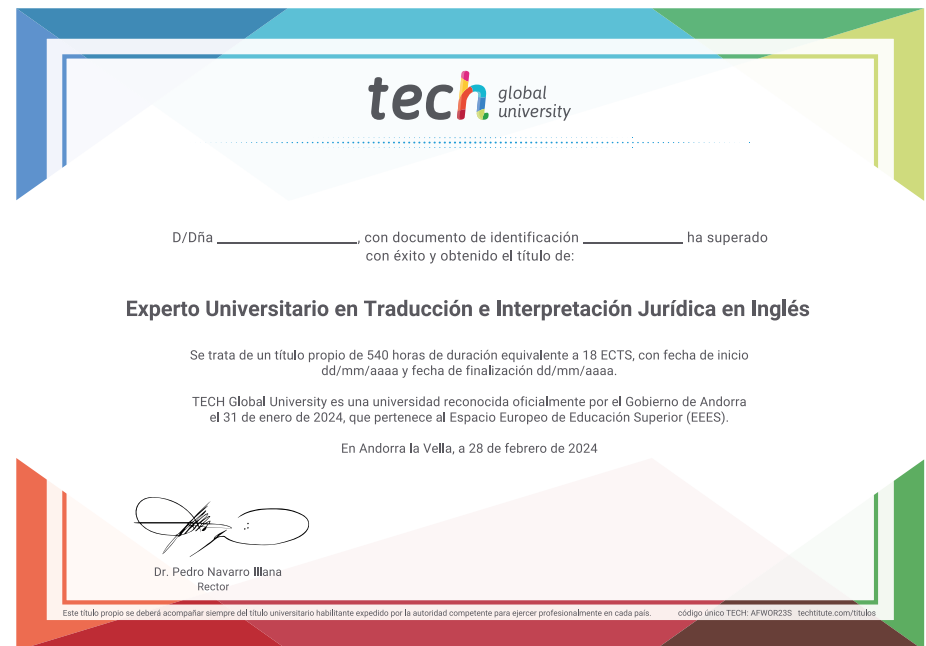 tech global
university
D/Dña ______________, con documento de identificación __________ ha superado
con éxito y obtenido el título de:
Experto Universitario en Traducción e Interpretación Jurídica en Inglés
Se trata de un título propio de 540 horas de duración equivalente a 18 ECTS, con fecha de inicio
dd/mm/aaaa y fecha de finalización dd/mm/aaaa.
TECH Global University es una universidad reconocida oficialmente por el Gobierno de Andorra
el 31 de enero de 2024, que pertenece al Espacio Europeo de Educación Superior (EEES).
En Andorra la Vella, a 28 de febrero de 2024
Dr. Pedro Navarro Illana
Rector
Este título propio se deberá acompañar siempre del título universitario habilitante expedido por la autoridad competente para ejercer profesionalmente en cada país. código único TECH: AFWOR23S techtitute.com/titulos